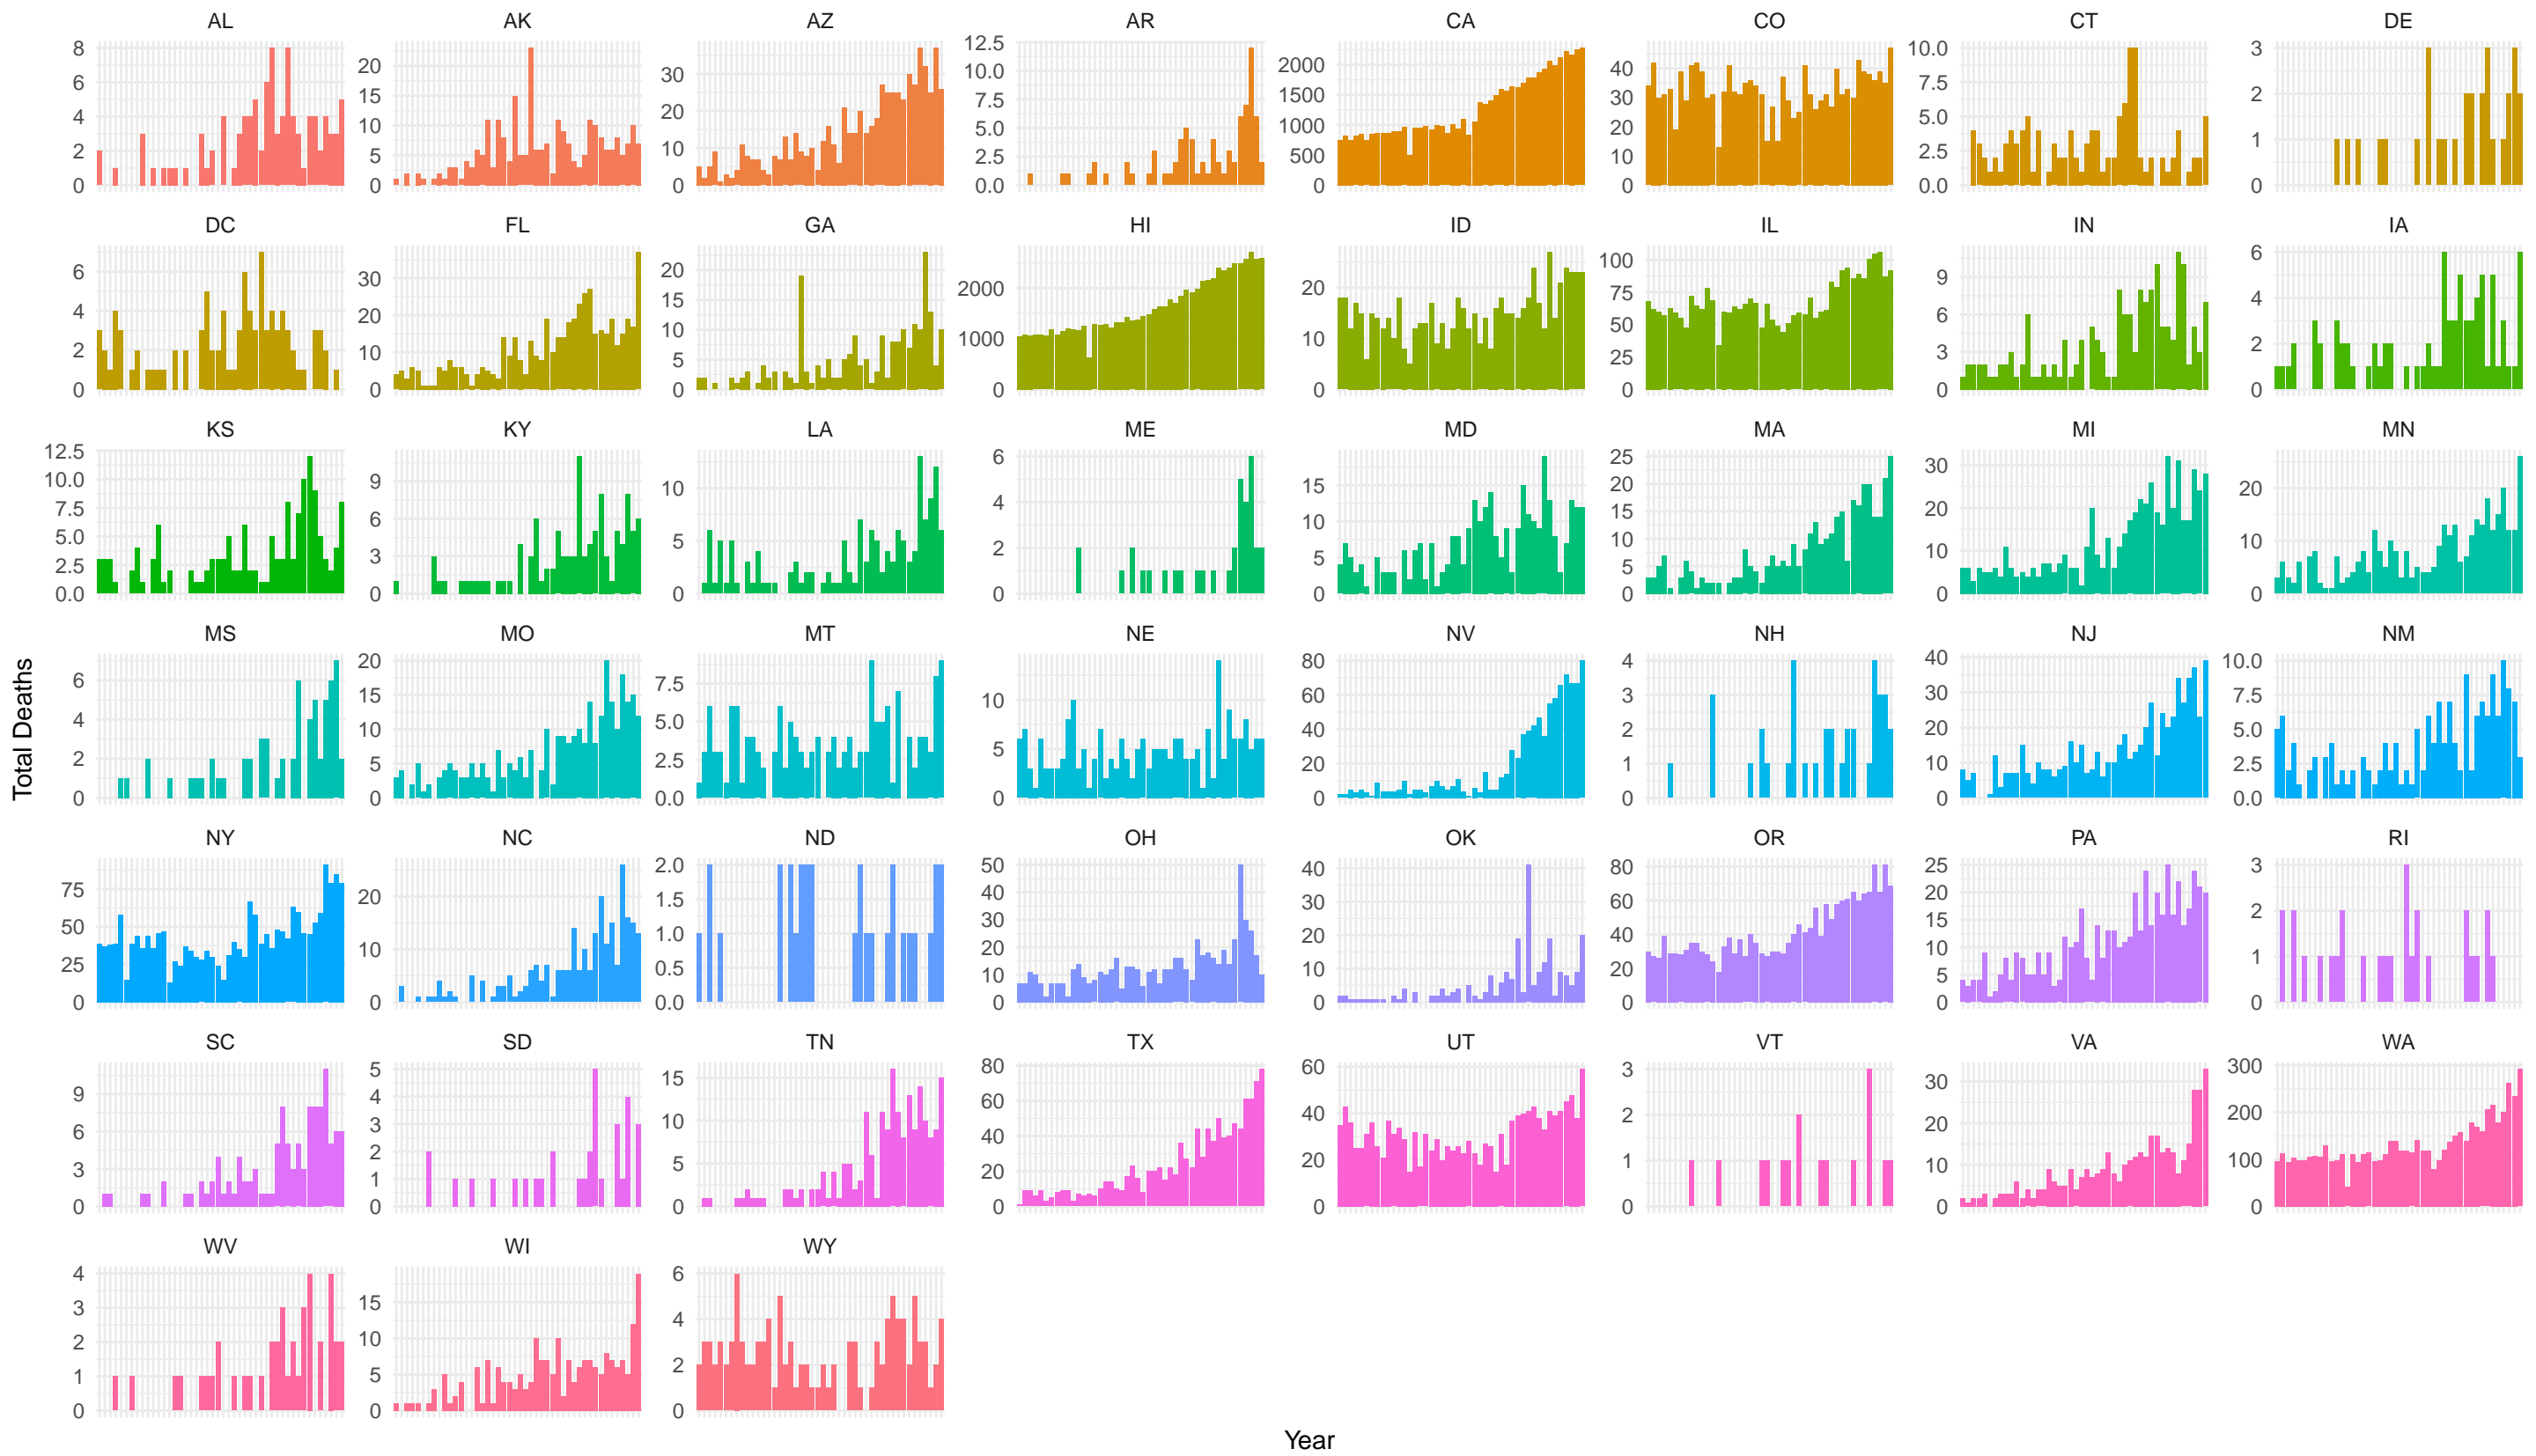 AL AK AZ AR CA CO CT DE
8 6 4 2 0
20 15 10 5 0
30 20 10 0
12.5 10.0 7.5 5.0 2.5 0.0
2000 1500 1000 500 0
40 30 20 10 0
10.0 7.5 5.0 2.5 0.0
3 2 1 0
DC FL GA HI ID IL IN IA
6 4 2 0
30 20 10 0
20 15 10 5 0
2000 1000 0
20 10 0
100 75 50 25 0
9 6 3 0
6 4 2 0
KS KY LA ME MD MA MI MN
12.5 10.0 7.5 5.0 2.5 0.0
9 6 3 0
10 5 0
6 4 2 0
15 10 5 0
25 20 15 10 5 0
30 20 10 0
20 10 0
MS MO MT NE NV NH NJ NM
6 4 2 0
20 15 10 5 0
7.5 5.0 2.5 0.0
10 5 0
80 60 40 20 0
4 3 2 1 0
40 30 20 10 0
10.0 7.5 5.0 2.5 0.0
Total Deaths
NY NC ND OH OK OR PA RI
75 50 25 0
20 10 0
2.0 1.5 1.0 0.5 0.0
50 40 30 20 10 0
40 30 20 10 0
80 60 40 20 0
25 20 15 10 5 0
3 2 1 0
SC SD TN TX UT VT VA WA
9 6 3 0
5 4 3 2 1 0
15 10 5 0
80 60 40 20 0
60 40 20 0
3 2 1 0
30 20 10 0
300 200 100 0
WV WI WY
4 3 2 1 0
15 10 5 0
6 4 2 0
Year